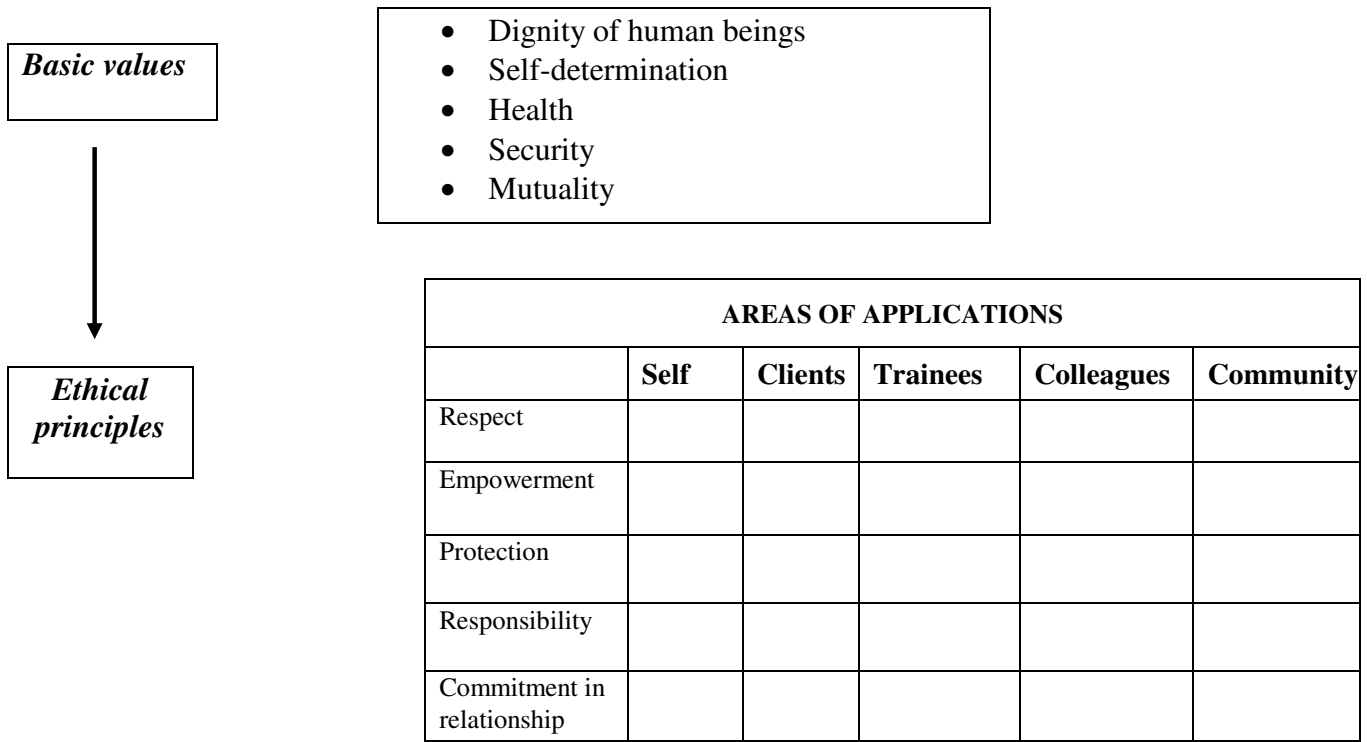 Basic values
• Dignity of human beings
• Self-determination
• Health
• Security
• Mutuality
Ethical
principles
AREAS OF APPLICATIONS
Self Clients Trainees Colleagues Community
Respect
Empowerment
Protection
Responsibility
Commitment in
relationship